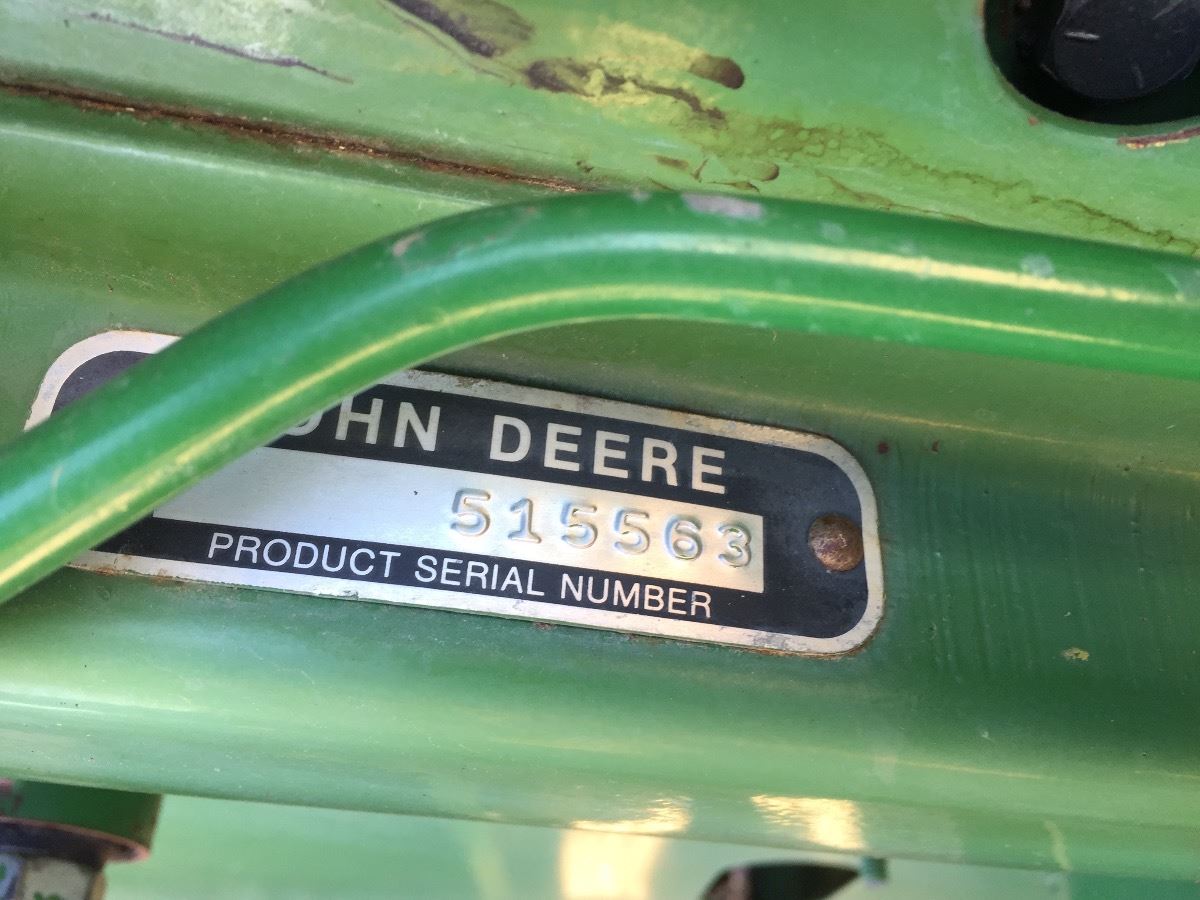 OHN DEERE
515563
PRODUCT SERIAL NUMBER